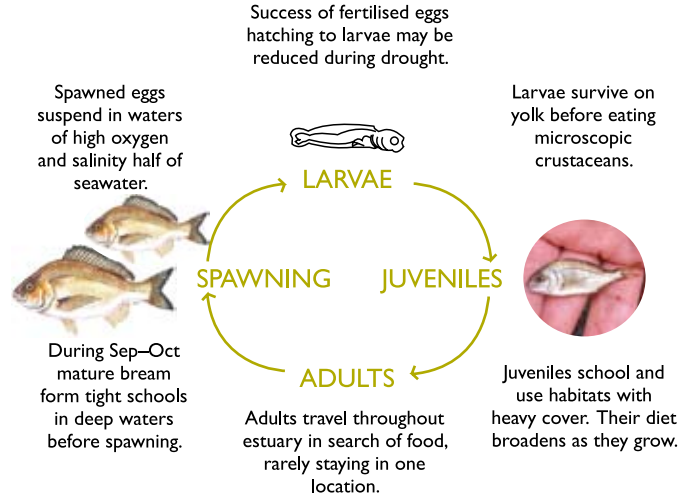 Success of fertilised eggs
hatching to larvae may be
reduced during drought.
Spawned eggs
suspend in waters
of high oxygen
and salinity half of
seawater.
Larvae survive on
yolk before eating
microscopic
crustaceans.
LARVAE
SPAWNING
JUVENILES
ADULTS
During Sep–Oct
mature bream
form tight schools
in deep waters
before spawning.
Adults travel throughout
estuary in search of food,
rarely staying in one
location.
Juveniles school and
use habitats with
heavy cover. Their diet
broadens as they grow.